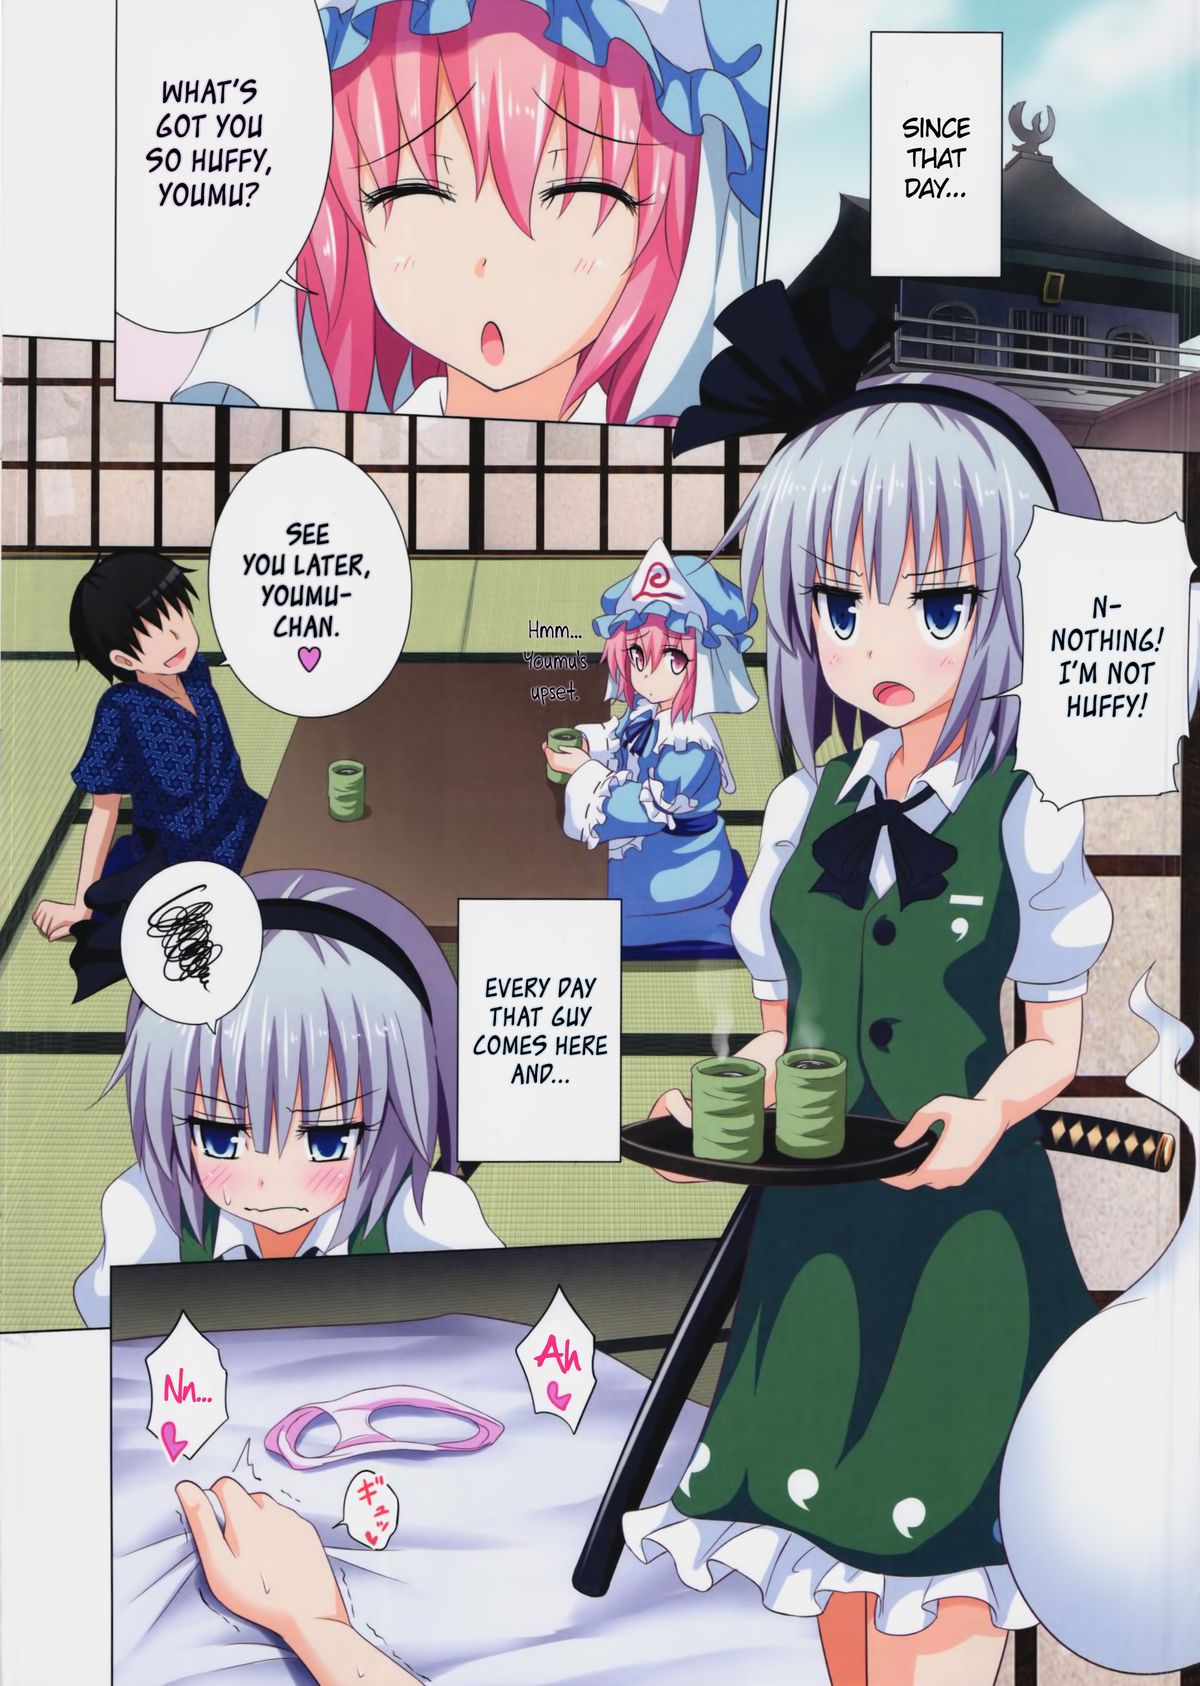 SINCE
THAT
DAY...
WHAT'S
GOT YOU
SO HUFFY,
YOUMU?
N-
NOTHING!
I'M NOT
HUFFY!
Hmm...
Youmu's
upset.
SEE
YOU LATER,
YOUMU-
CHAN.
♥
EVERY DAY
THAT GUY
COMES HERE
AND...
Ah
♥
Nn...
♥
ギュッ
♥